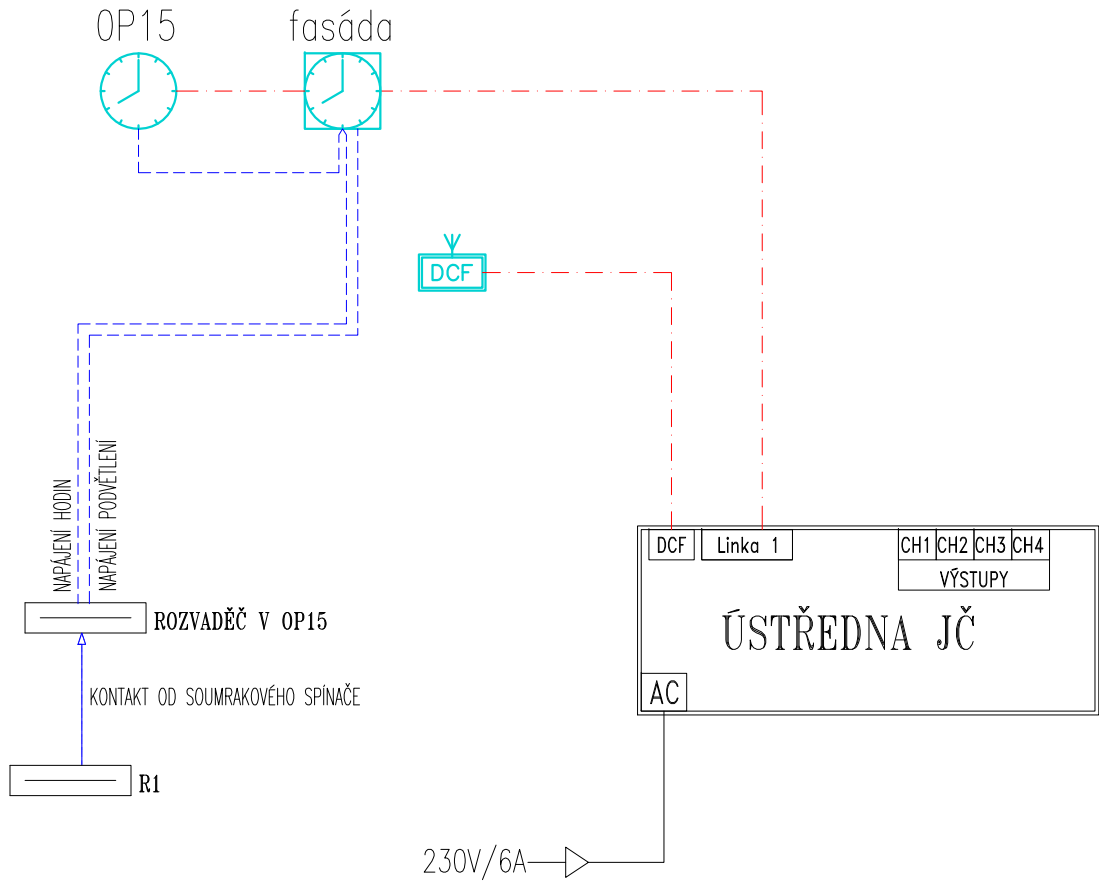 OP15
fasáda
DCF
NAPÁJENÍ HODIN
NAPÁJENÍ PODVĚTLENÍ
DCF
Linka 1
CH1
CH2
CH3
CH4
VÝSTUPY
ÚSTŘEDNA JČ
ROZVADĚČ V OP15
AC
KONTAKT OD SOUMRAKOVÉHO SPÍNAČE
R1
230V/6A